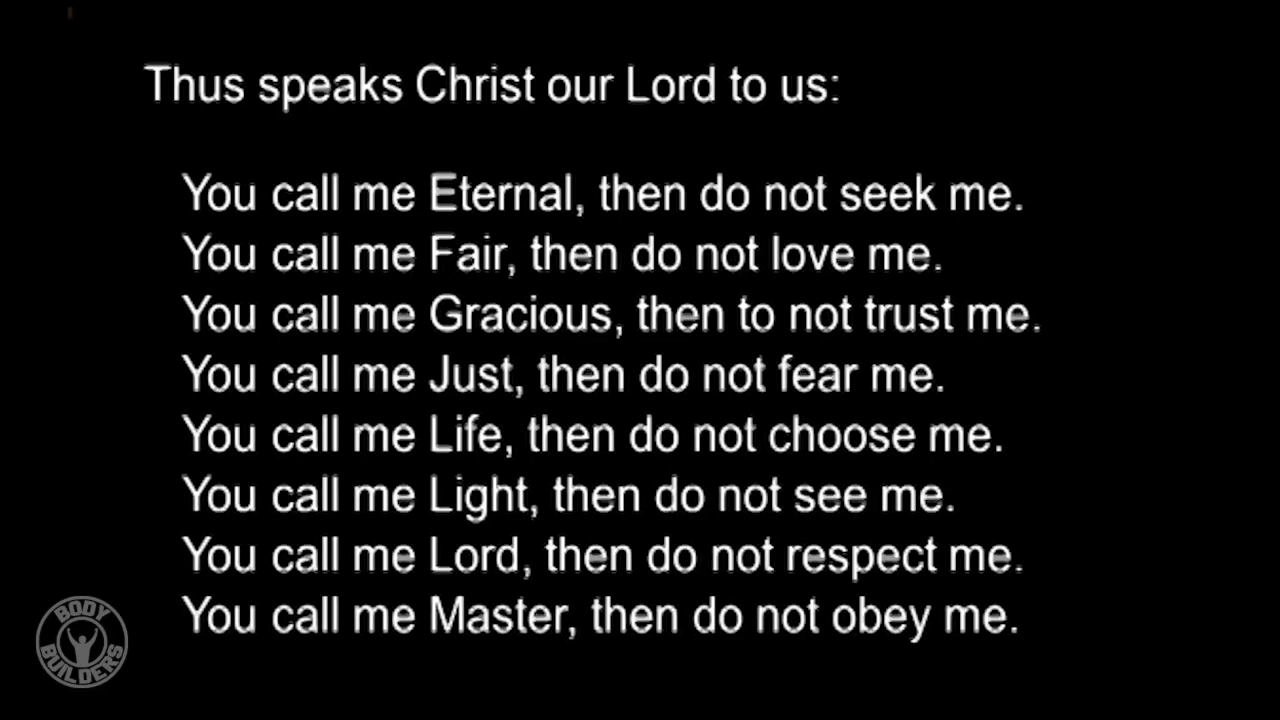 Thus speaks Christ our Lord to us:
You call me Eternal, then do not seek me.
You call me Fair, then do not love me.
You call me Gracious, then to not trust me.
You call me Just, then do not fear me.
You call me Life, then do not choose me.
You call me Light, then do not see me.
You call me Lord, then do not respect me.
You call me Master, then do not obey me.
BODY
BUILDERS